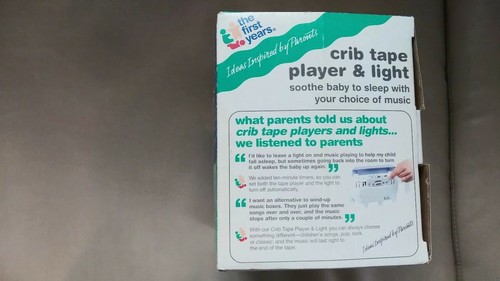 the
first
years®
Ideas Inspired by Parents
crib tape
player & light
soothe baby to sleep with
your choice of music
what parents told us about
crib tape players and lights...
we listened to parents
“ I'd like to leave a light on and music playing to help my child
fall asleep, but sometimes going back into the room to turn
it off wakes the baby up again. ”
We added ten-minute timers, so you can
set both the tape player and the light to
turn off automatically.
“ I want an alternative to wind-up
music boxes. They just play the same
songs over and over, and the music
stops after only a couple of minutes. ”
With our Crib Tape Player & Light you can always choose
something different—children's songs, pop, rock
or classical, and the music will last right to
the end of the tape.
Ideas Inspired by Parents